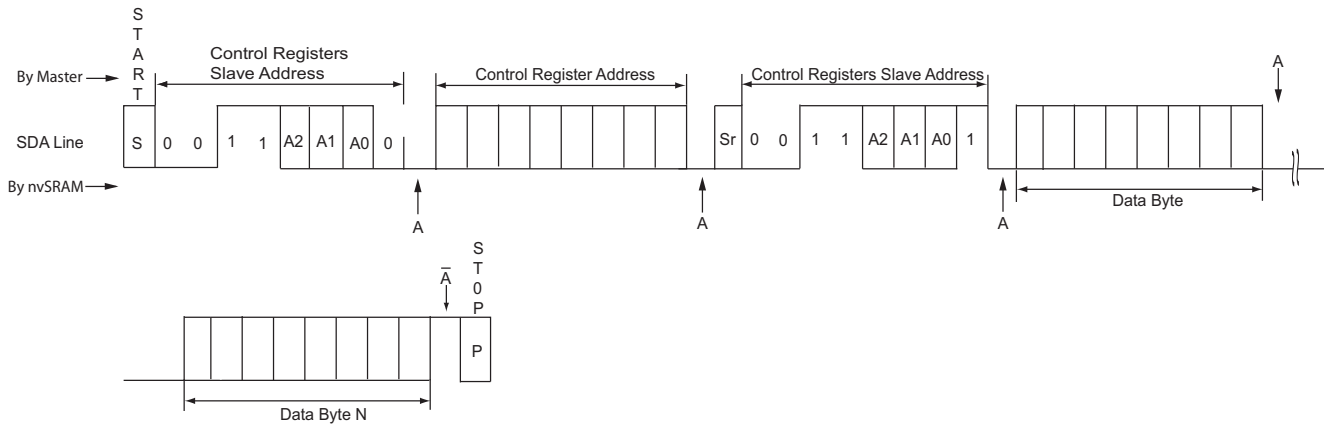 START
Control Registers
Slave Address
By Master
Control Register Address
Control Registers Slave Address
A
SDA Line
S 0 0 1 1 A2 A1 A0 0
Sr 0 0 1 1 A2 A1 A0 1
By nvSRAM
A
A
A
Data Byte
ST0P
A̅
P
Data Byte N